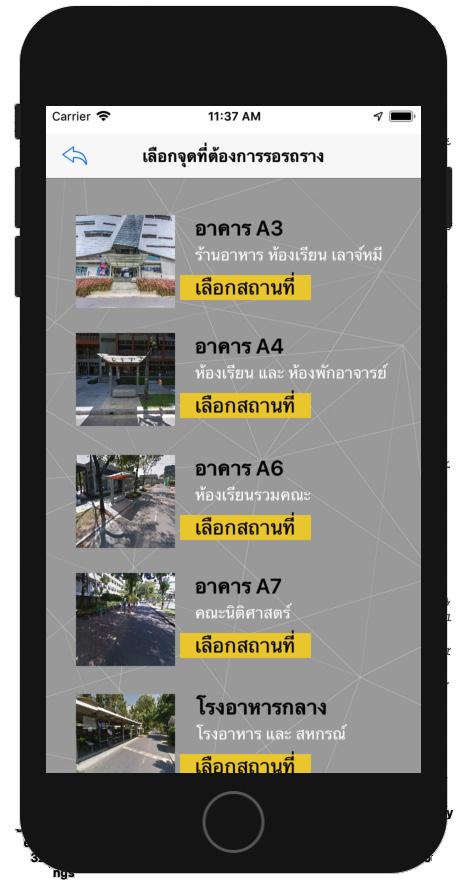 Carrier 11:37 AM
เลือกจุดที่ต้องการรอรถราง
อาคาร A3
ร้านอาหาร ห้องเรียน เลาจ์หมี
เลือกสถานที่
อาคาร A4
ห้องเรียน และ ห้องพักอาจารย์
เลือกสถานที่
อาคาร A6
ห้องเรียนรวมคณะ
เลือกสถานที่
อาคาร A7
คณะนิติศาสตร์
เลือกสถานที่
โรงอาหารกลาง
โรงอาหาร และ สหกรณ์
เลือกสถานที่
ngs